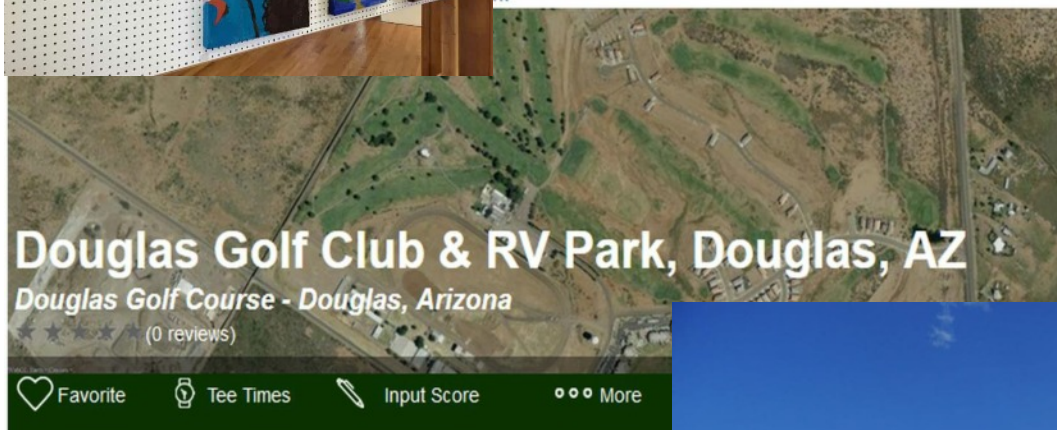 Douglas Golf Club & RV Park, Douglas, AZ
Douglas Golf Course - Douglas, Arizona
(0 reviews)
Favorite Tee Times Input Score More